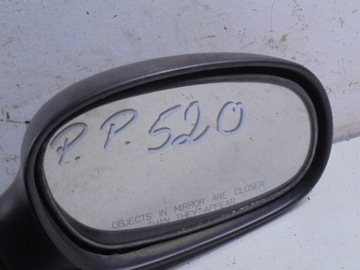 P.P. 520
OBJECTS IN MIRROR ARE CLOSER
THAN THEY APPEAR